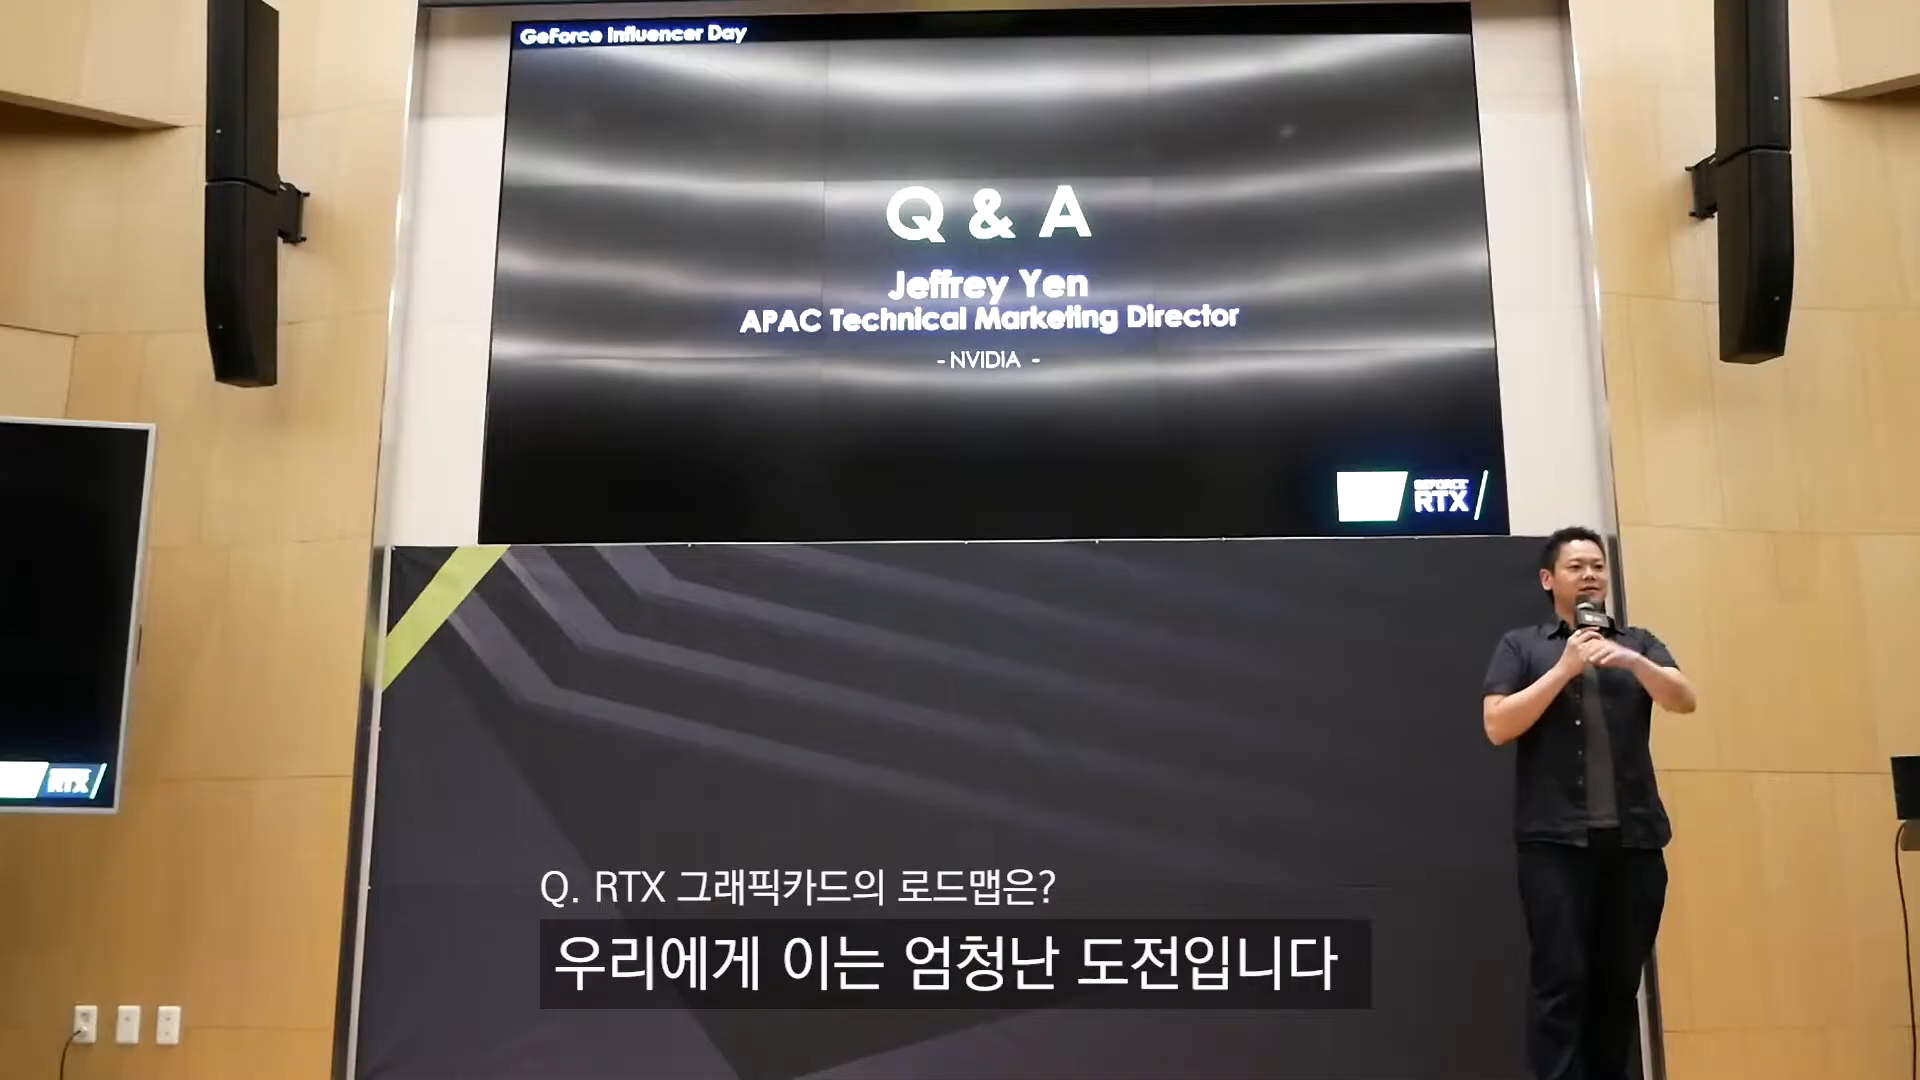 GeForce Influencer Day
Q & A
Jeffrey Yen
APAC Technical Marketing Director
- NVIDIA -
GEFORCE
RTX
RTX
Q. RTX 그래픽카드의 로드맵은?
우리에게 이는 엄청난 도전입니다